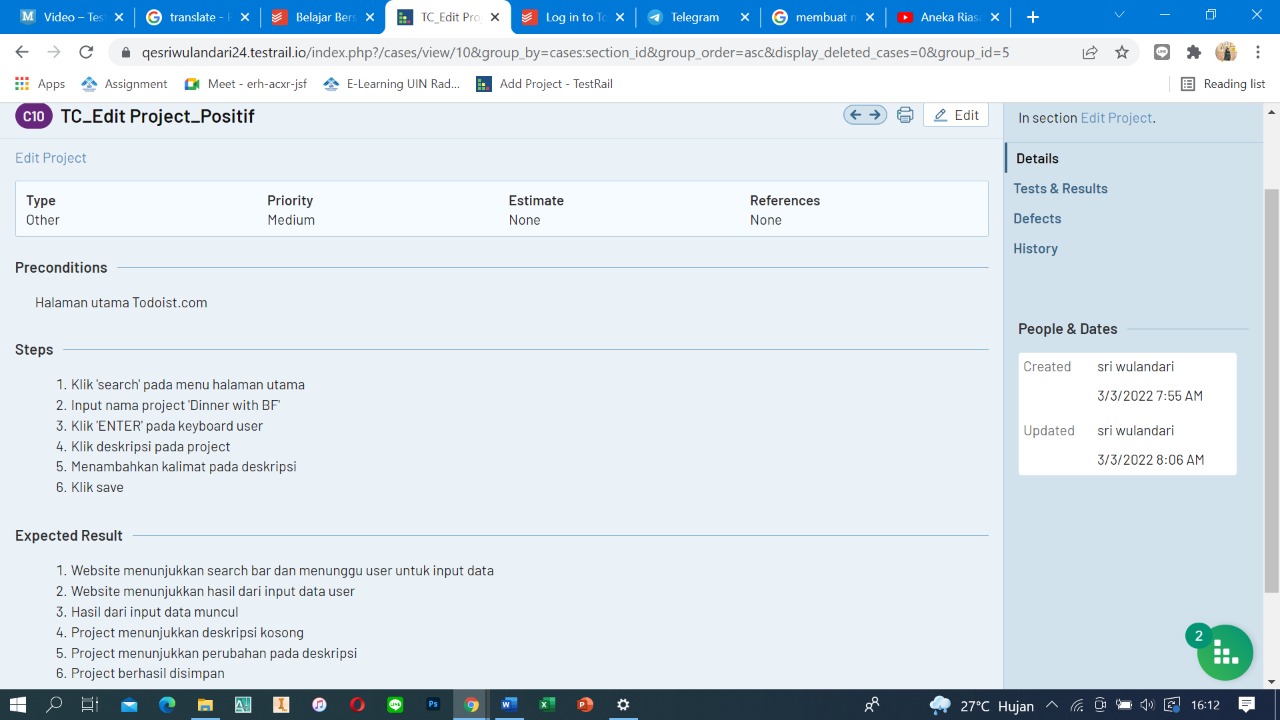 Video – Tes
translate -
Belajar Bers
TC_Edit Proj
Log in to To
Telegram
membuat
YouTube Aneka Riasa
qesriwulandari24.testrail.io/index.php?/cases/view/10&group_by=cases:section_id&group_order=asc&display_deleted_cases=0&group_id=5
Apps
Assignment
Meet - erh-acxr-jsf
E-Learning UIN Rad...
Add Project - TestRail
Reading list
C10 TC_Edit Project_Positif
Edit
In section Edit Project.
Edit Project
Type
Priority
Estimate
References
Other
Medium
None
None
Preconditions
Halaman utama Todoist.com
Steps
1. Klik 'search' pada menu halaman utama
2. Input nama project 'Dinner with BF'
3. Klik 'ENTER' pada keyboard user
4. Klik deskripsi pada project
5. Menambahkan kalimat pada deskripsi
6. Klik save
Expected Result
1. Website menunjukkan search bar dan menunggu user untuk input data
2. Website menunjukkan hasil dari input data user
3. Hasil dari input data muncul
4. Project menunjukkan deskripsi kosong
5. Project menunjukkan perubahan pada deskripsi
6. Project berhasil disimpan
Details
Tests & Results
Defects
History
People & Dates
Created sri wulandari
3/3/2022 7:55 AM
Updated sri wulandari
3/3/2022 8:06 AM
2
27°C Hujan
16:12